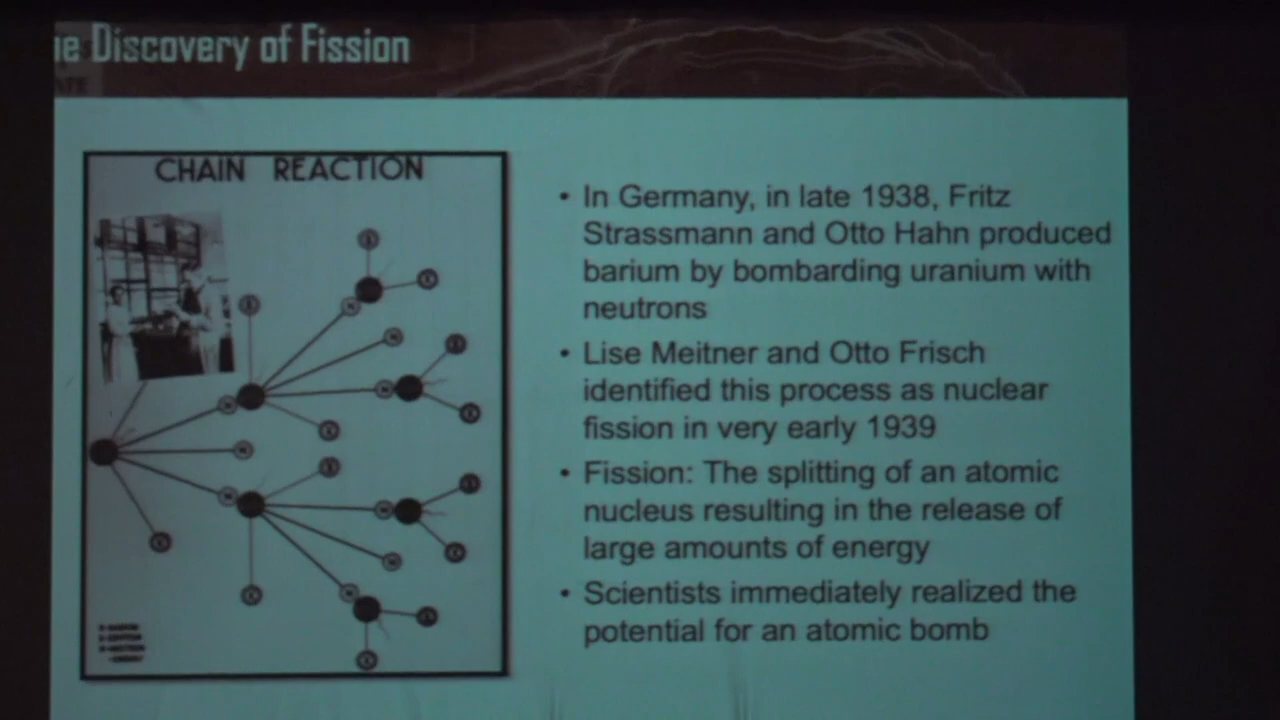 ie Discovery of Fission
ATE
CHAIN REACTION
• In Germany, in late 1938, Fritz
Strassmann and Otto Hahn produced
barium by bombarding uranium with
neutrons
• Lise Meitner and Otto Frisch
identified this process as nuclear
fission in very early 1939
• Fission: The splitting of an atomic
nucleus resulting in the release of
large amounts of energy
• Scientists immediately realized the
potential for an atomic bomb